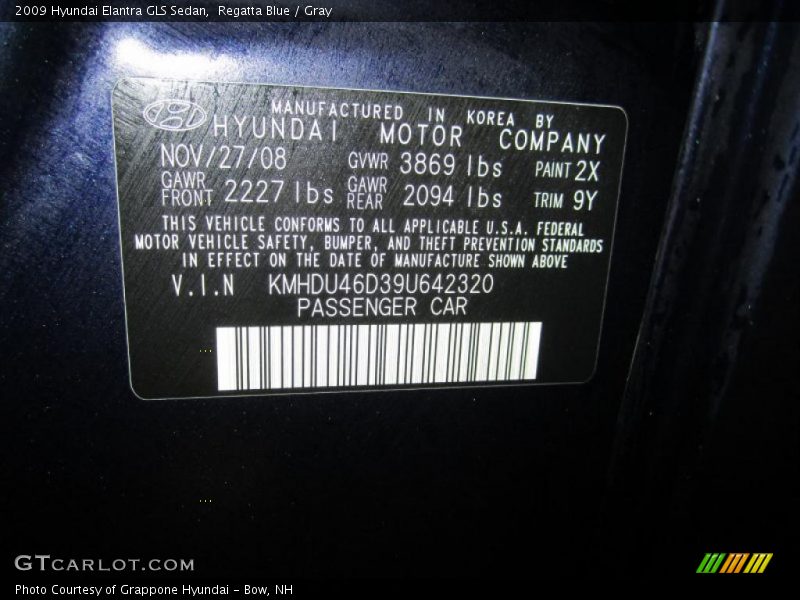 2009 Hyundai Elantra GLS Sedan,  Regatta Blue / Gray
MANUFACTURED IN KOREA BY
HYUNDAI MOTOR COMPANY
NOV/27/08 GVWR 3869 lbs PAINT 2X
GAWR FRONT 2227 lbs GAWR REAR 2094 lbs TRIM 9Y
THIS VEHICLE CONFORMS TO ALL APPLICABLE U.S.A. FEDERAL
MOTOR VEHICLE SAFETY, BUMPER, AND THEFT PREVENTION STANDARDS
IN EFFECT ON THE DATE OF MANUFACTURE SHOWN ABOVE
V.I.N KMHDU46D39U642320
PASSENGER CAR
GTCARLOT.COM
Photo Courtesy of Grappone Hyundai - Bow, NH